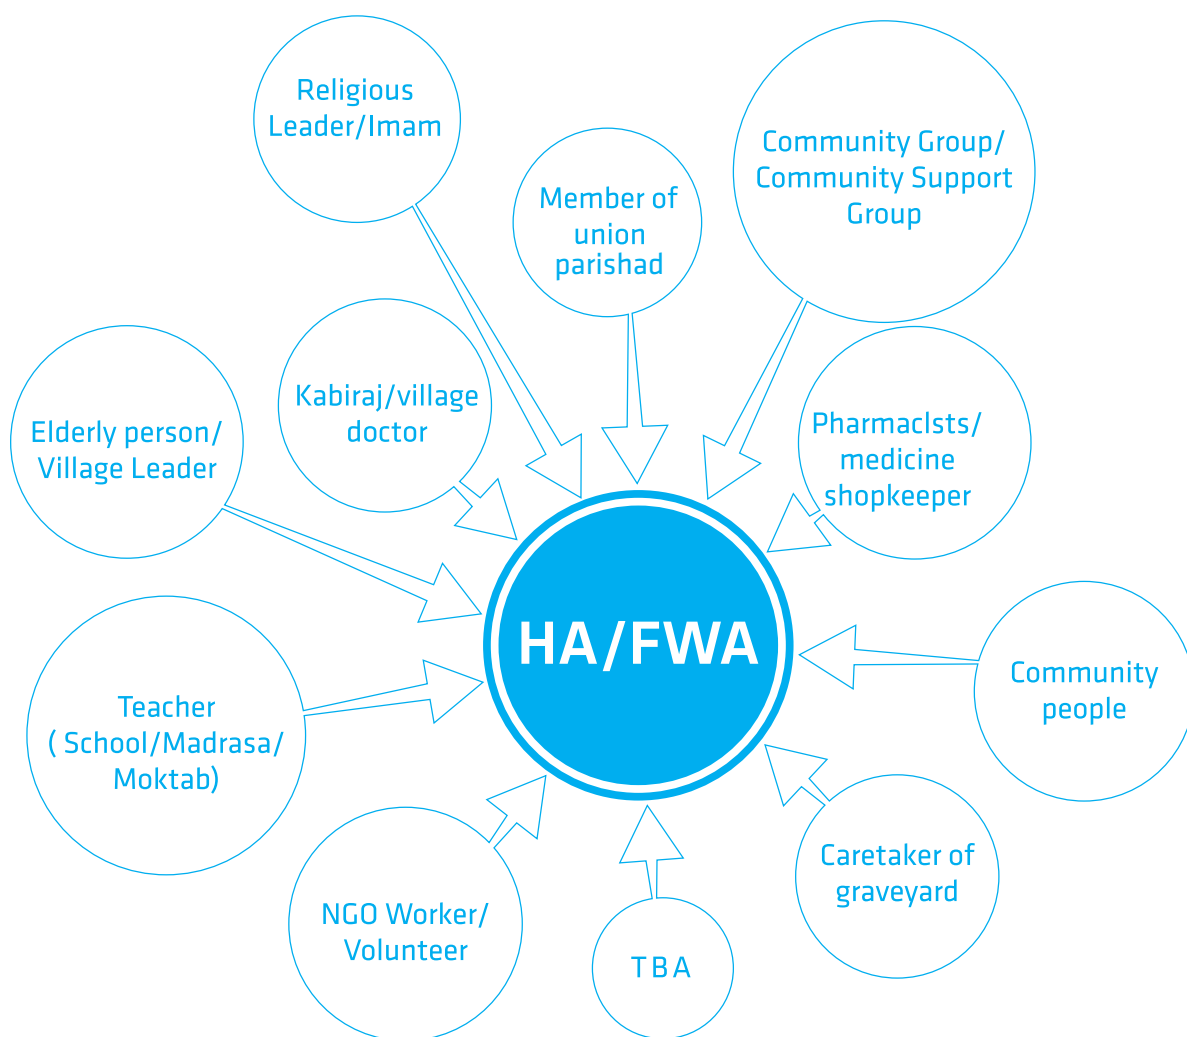 Religious
Leader/Imam
Member of
union
parishad
Community Group/
Community Support
Group
Kabiraj/village
doctor
Elderly person/
Village Leader
Pharmaclsts/
medicine
shopkeeper
HA/FWA
Community
people
Teacher
( School/Madrasa/
Moktab)
Caretaker of
graveyard
NGO Worker/
Volunteer
TBA